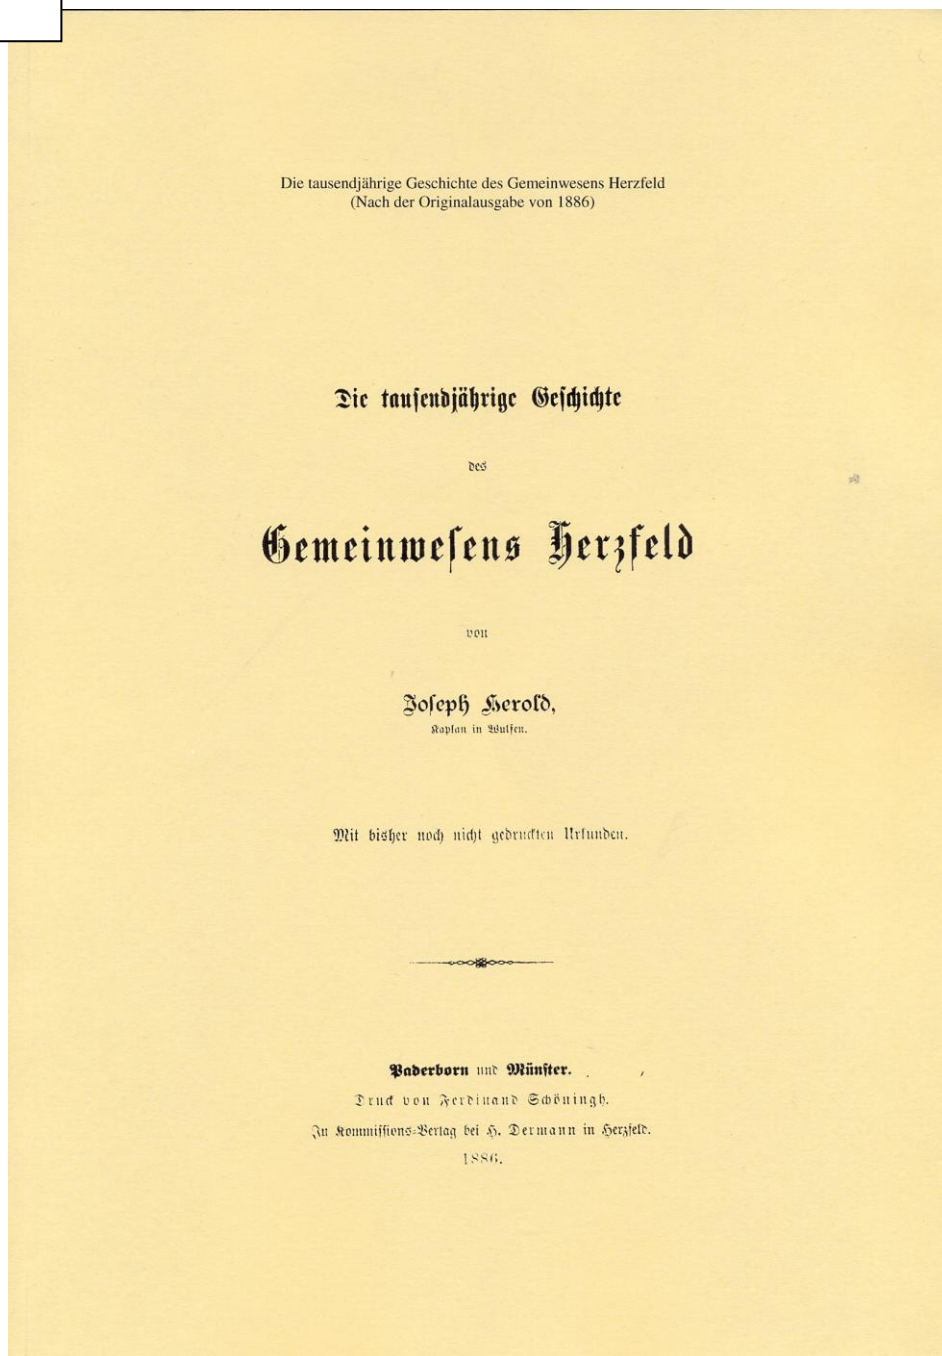 Die tausendjährige Geschichte des Gemeinwesens Herzfeld
(Nach der Originalausgabe von 1886)
Die tauſendjährige Geſchichte
des
Gemeinweſens Herzfeld
von
Joſeph Herold,
Kaplan in Wulfen.
Mit bisher noch nicht gedruckten Urkunden.
Paderborn und Münſter.
Druck von Ferdinand Schöningh.
In Kommiſſions-Verlag bei H. Dermann in Herzfeld.
1886.